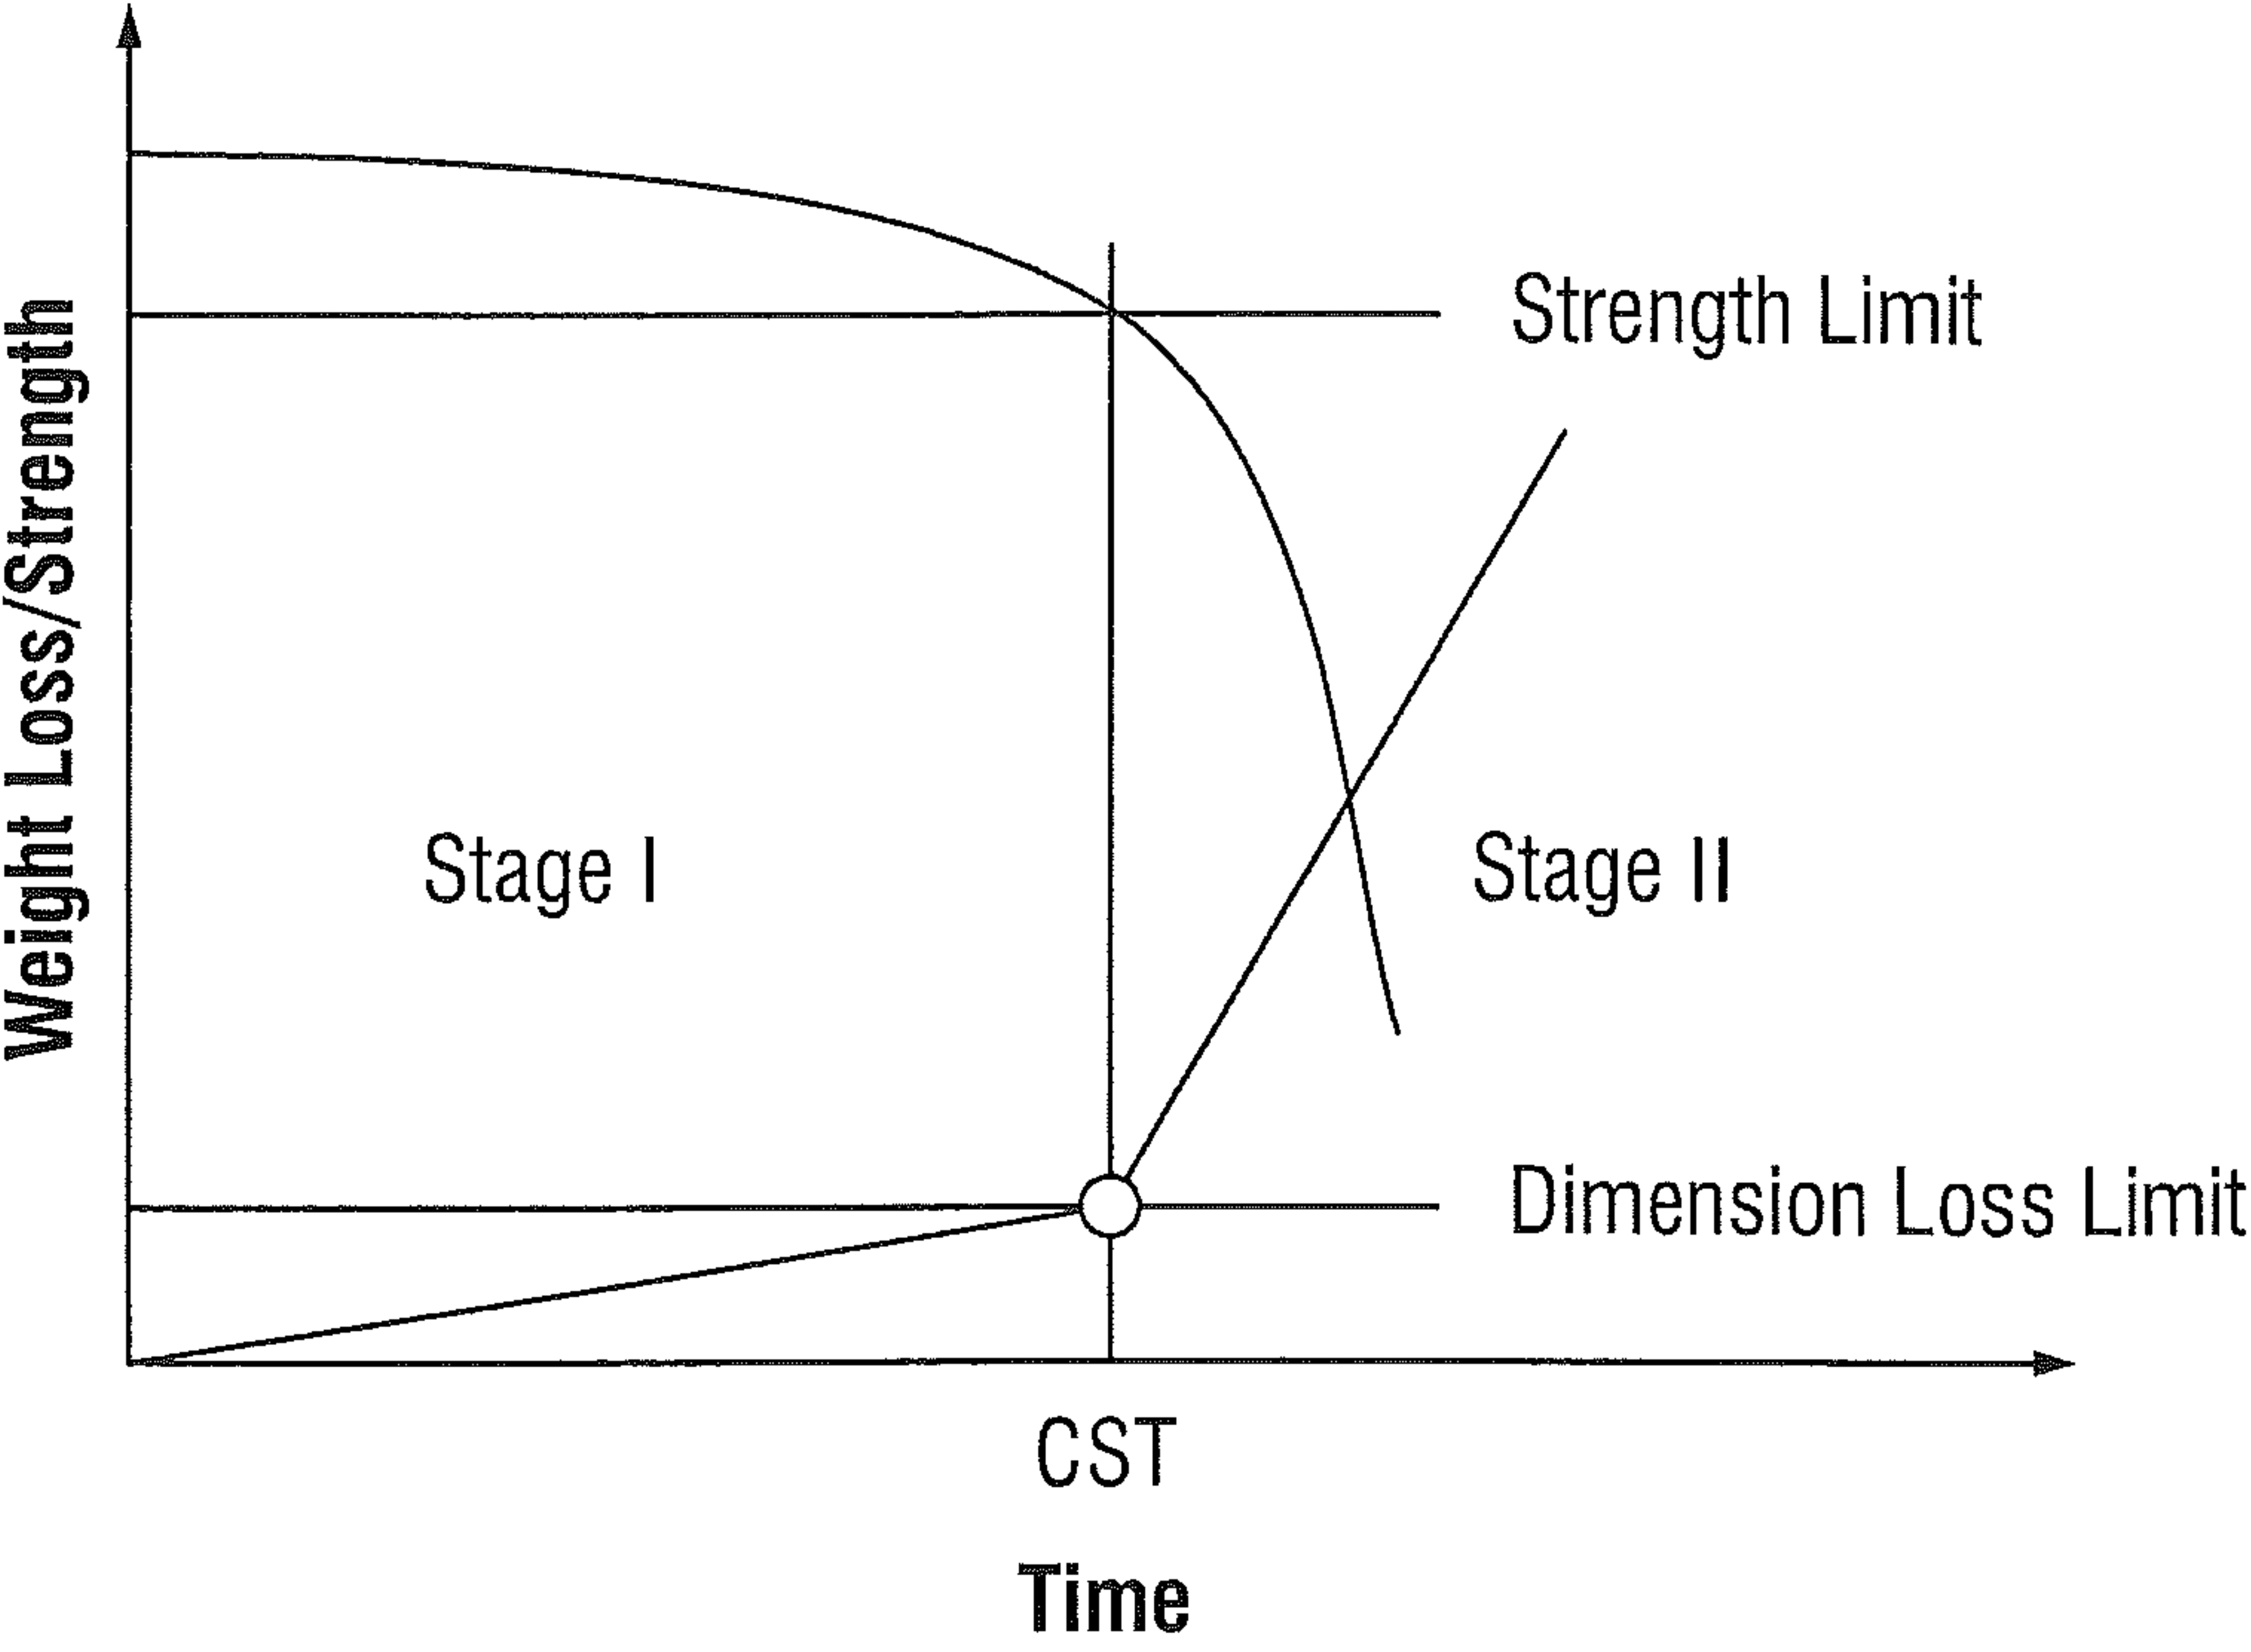 Weight Loss/Strength
Strength Limit
Stage I
Stage II
Dimension Loss Limit
CST
Time